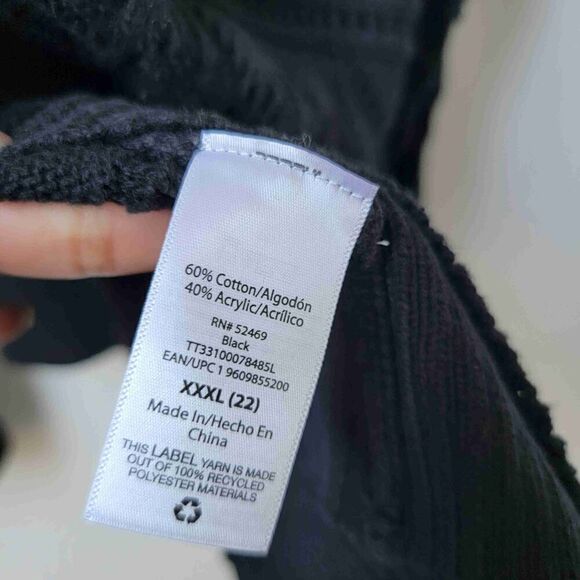 60% Cotton/Algodón
40% Acrylic/Acrílico
RN# 52469
Black
TT33100078485L
EAN/UPC 1 9609855200
XXXL (22)
Made In/Hecho En
China
THIS LABEL YARN IS MADE
OUT OF 100% RECYCLED
POLYESTER MATERIALS